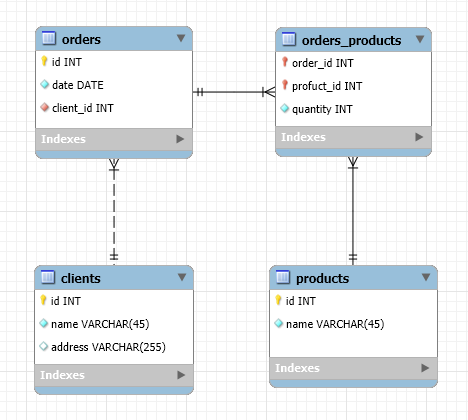 orders
id INT
date DATE
client_id INT
Indexes
orders_products
order_id INT
profuct_id INT
quantity INT
Indexes
clients
id INT
name VARCHAR(45)
address VARCHAR(255)
Indexes
products
id INT
name VARCHAR(45)
Indexes